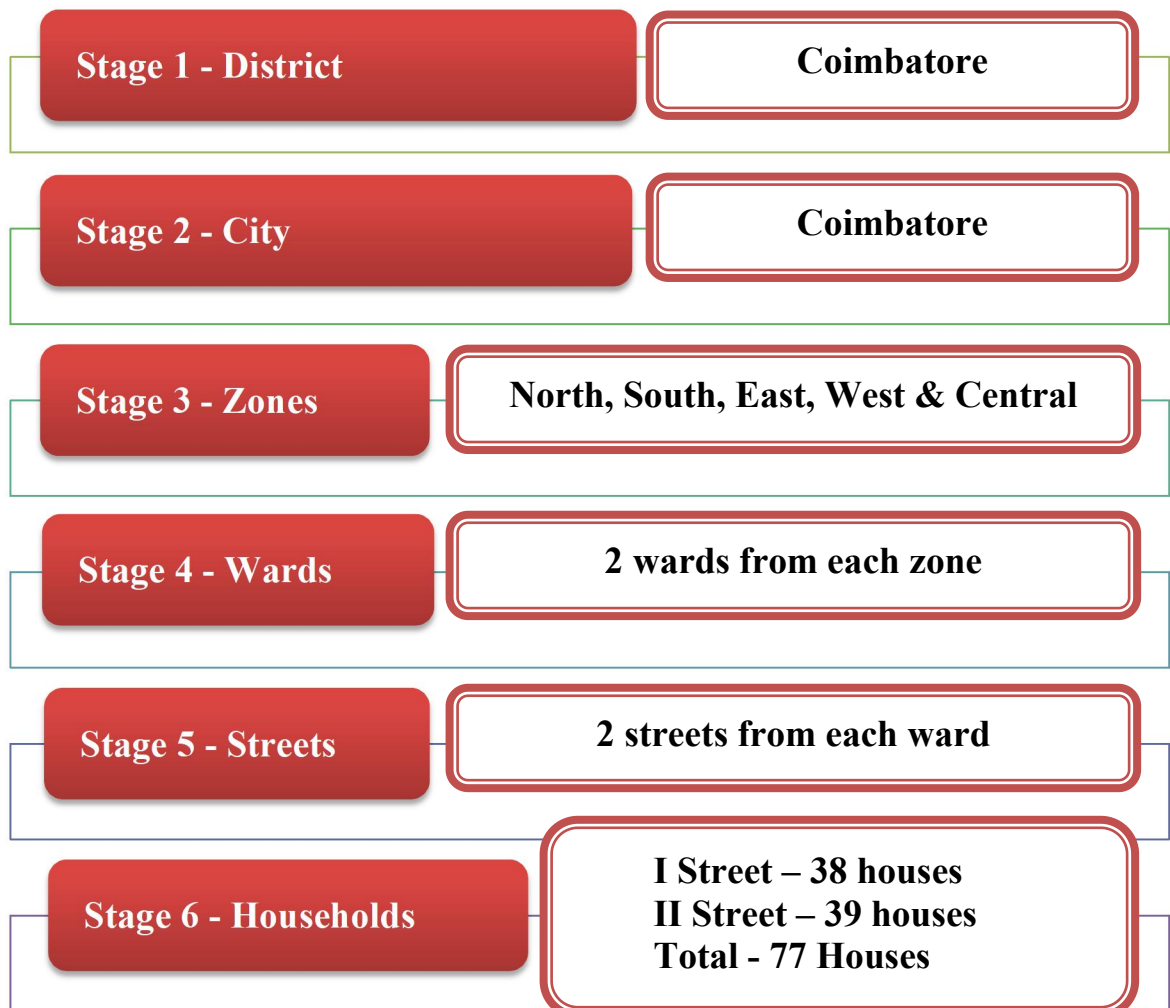 Stage 1 - District
Coimbatore
Stage 2 - City
Coimbatore
Stage 3 - Zones
North, South, East, West & Central
Stage 4 - Wards
2 wards from each zone
Stage 5 - Streets
2 streets from each ward
Stage 6 - Households
I Street – 38 houses
II Street – 39 houses
Total - 77 Houses